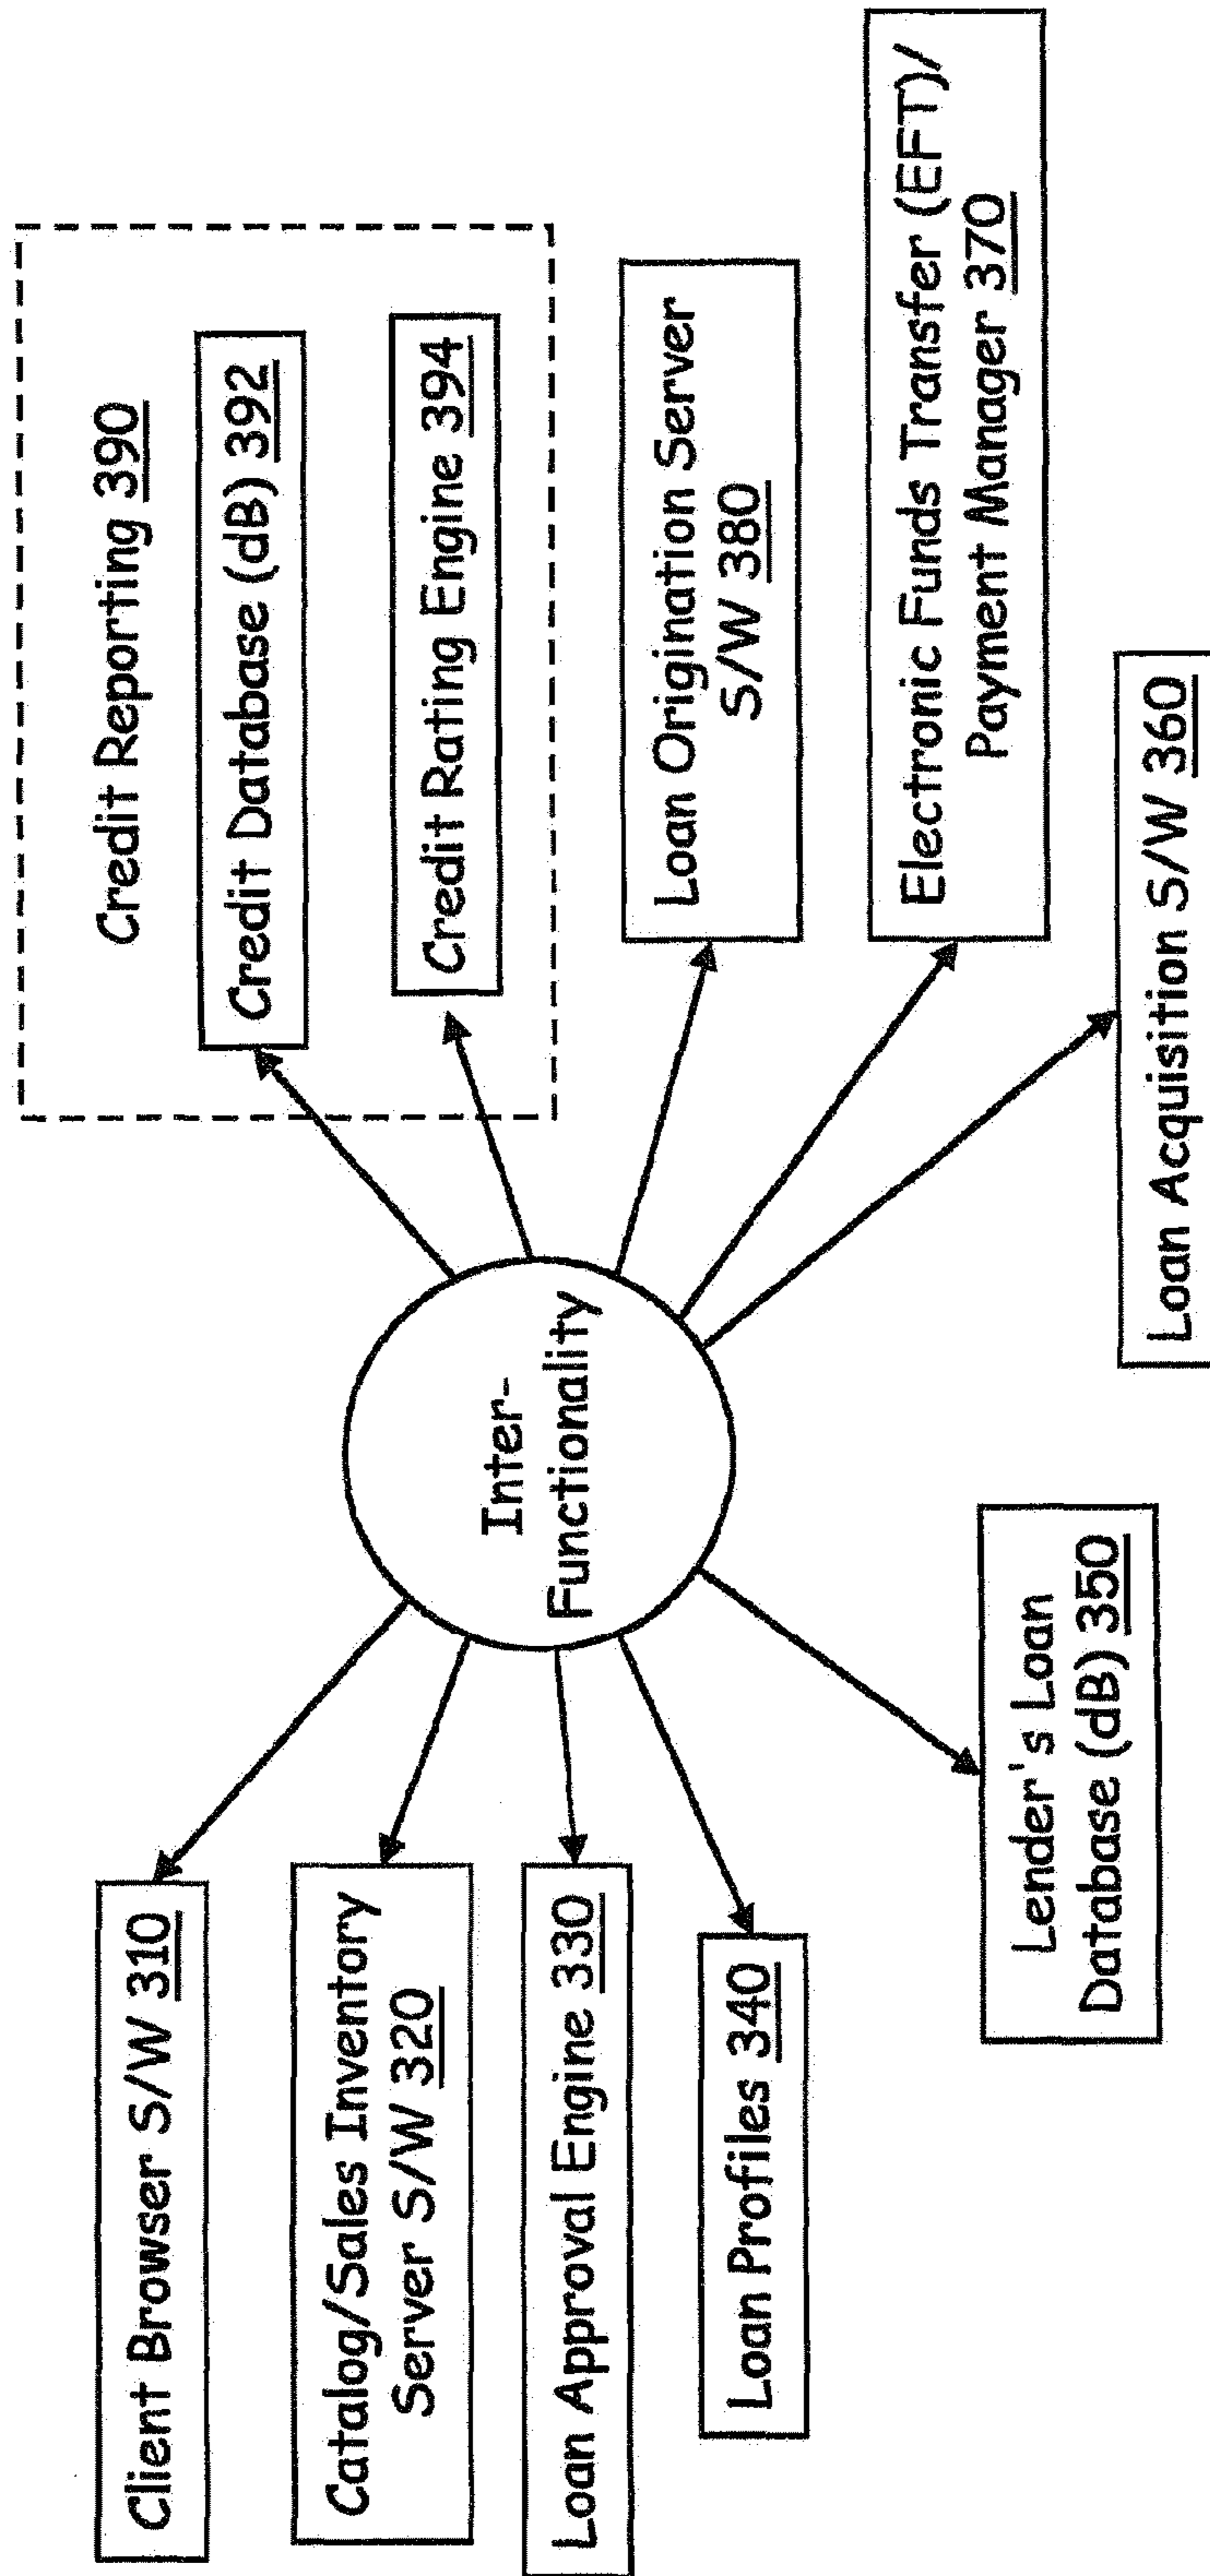 Client Browser S/W 310
Catalog/Sales Inventory
Server S/W 320
Loan Approval Engine 330
Loan Profiles 340
Lender's Loan
Database (dB) 350
Inter-
Functionality
Credit Reporting 390
Credit Database (dB) 392
Credit Rating Engine 394
Loan Origination Server
S/W 380
Electronic Funds Transfer (EFT)/
Payment Manager 370
Loan Acquisition S/W 360